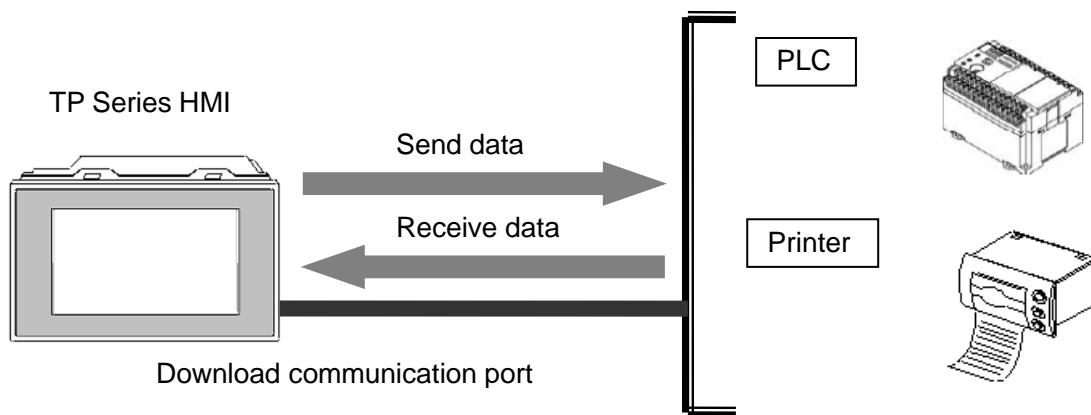 PLC
TP Series HMI
Send data
Receive data
Printer
Download communication port